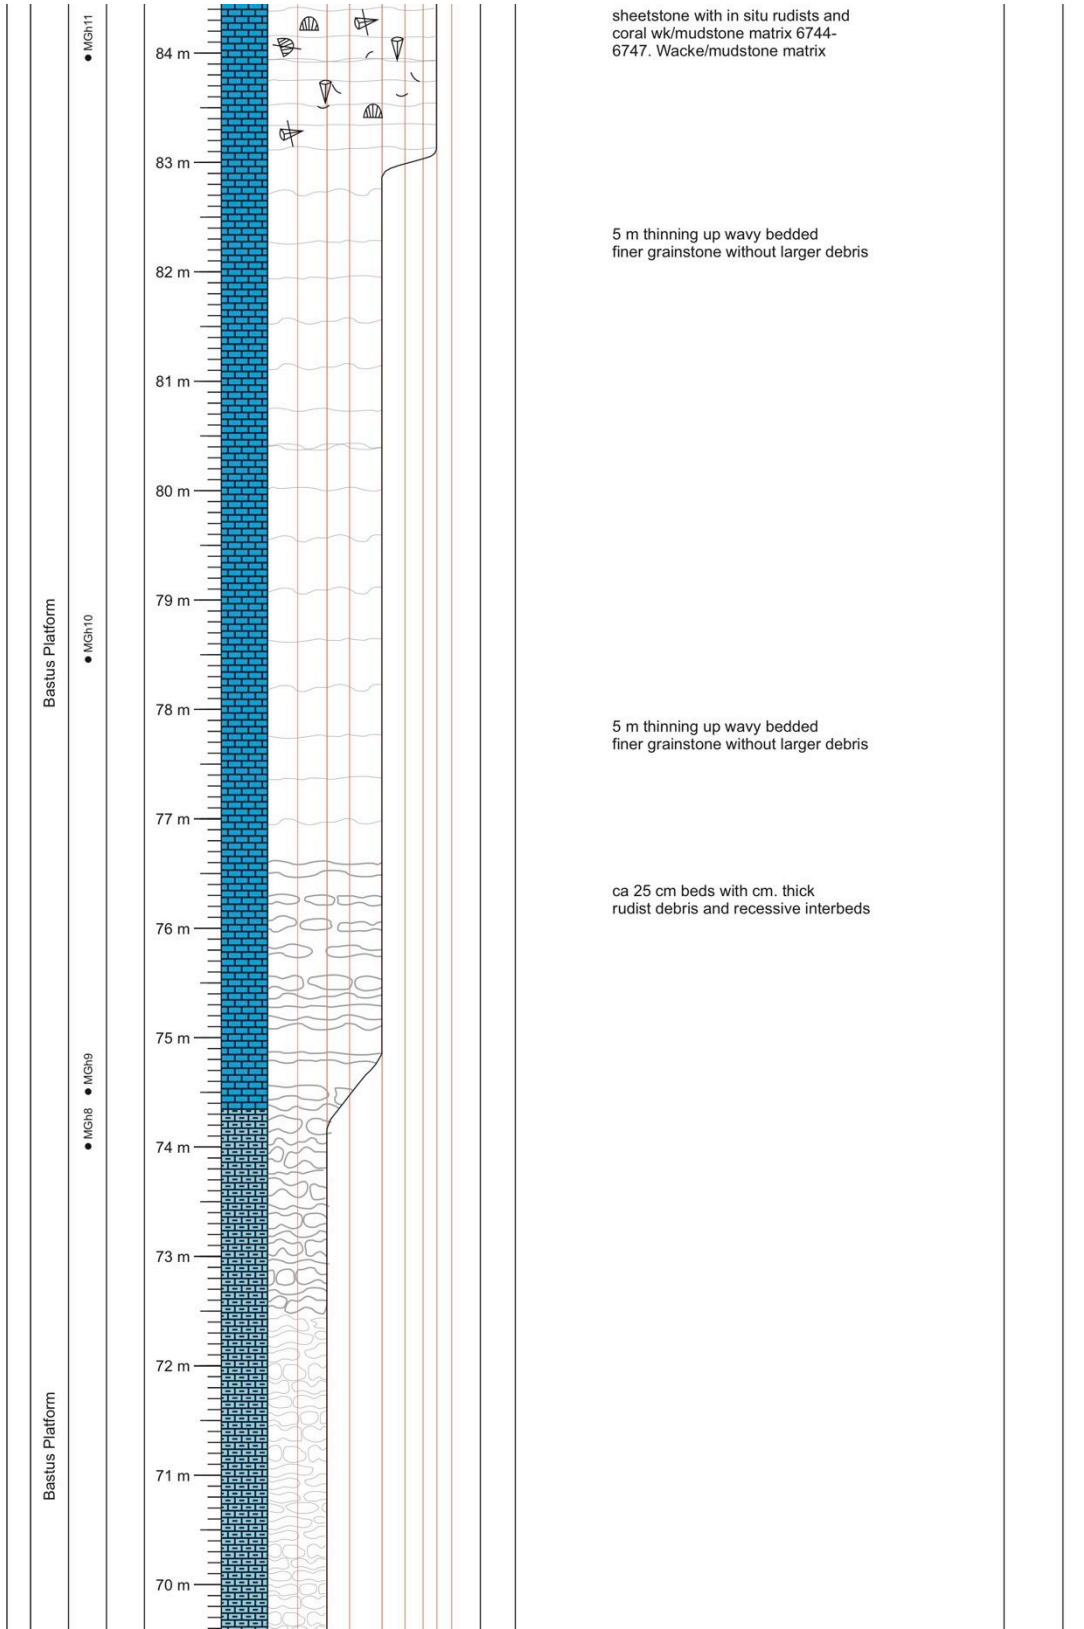 MGh11
84 m
sheetstone with in situ rudists and
coral wk/mudstone matrix 6744-
6747. Wacke/mudstone matrix
83 m
5 m thinning up wavy bedded
finer grainstone without larger debris
82 m
81 m
80 m
79 m
Bastus Platform
MGh10
78 m
5 m thinning up wavy bedded
finer grainstone without larger debris
77 m
ca 25 cm beds with cm. thick
rudist debris and recessive interbeds
76 m
75 m
MGh9
MGh8
74 m
73 m
72 m
Bastus Platform
71 m
70 m